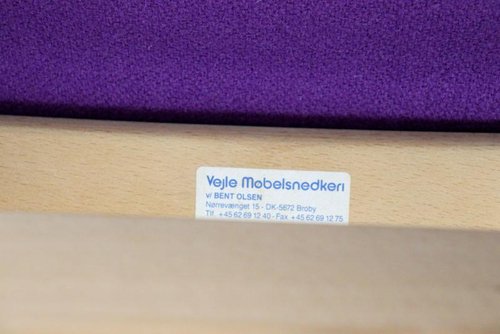 Vejle Møbelsnedkeri
v/ BENT OLSEN
Nørrevænget 15 - DK-5672 Broby
Tlf. +45 62 69 12 40 - Fax +45 62 69 12 75